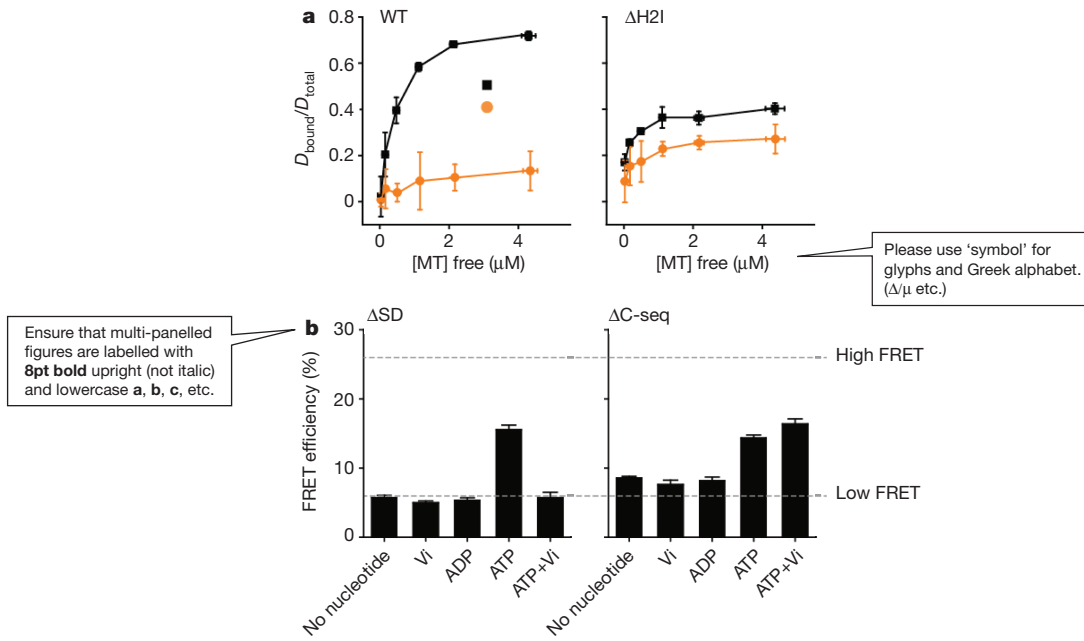 a
WT
ΔH2I
0.8
0.6
0.4
0.2
0
Dbound/Dtotal
0
2
4
[MT] free (μM)
0
2
4
[MT] free (μM)
Please use ‘symbol’ for
glyphs and Greek alphabet.
(Δ/μ etc.)
Ensure that multi-panelled
figures are labelled with
8pt bold upright (not italic)
and lowercase a, b, c, etc.
b
ΔSD
ΔC-seq
30
20
10
0
FRET efficiency (%)
High FRET
Low FRET
No nucleotide
Vi
ADP
ATP
ATP+Vi
No nucleotide
Vi
ADP
ATP
ATP+Vi